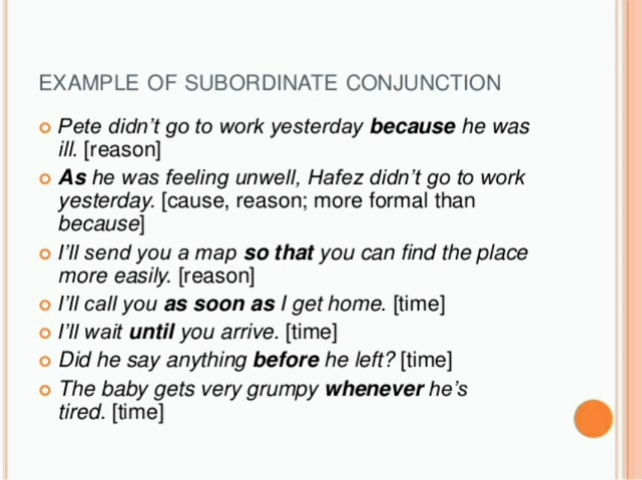 EXAMPLE OF SUBORDINATE CONJUNCTION
Pete didn't go to work yesterday because he was
ill. [reason]
As he was feeling unwell, Hafez didn't go to work
yesterday. [cause, reason; more formal than
because]
I'll send you a map so that you can find the place
more easily. [reason]
I'll call you as soon as I get home. [time]
I'll wait until you arrive. [time]
Did he say anything before he left? [time]
The baby gets very grumpy whenever he's
tired. [time]